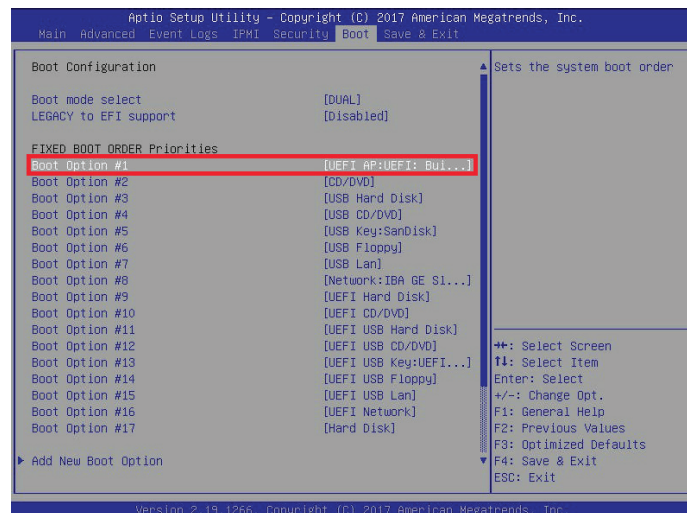 Aptio Setup Utility – Copyright (C) 2017 American Megatrends, Inc.
Main Advanced Event Logs IPMI Security Boot Save & Exit
Boot Configuration
Boot mode select [DUAL]
LEGACY to EFI support [Disabled]
FIXED BOOT ORDER Priorities
Boot Option #1 [UEFI AP:UEFI: Bui...]
Boot Option #2 [CD/DVD]
Boot Option #3 [USB Hard Disk]
Boot Option #4 [USB CD/DVD]
Boot Option #5 [USB Key:SanDisk]
Boot Option #6 [USB Floppy]
Boot Option #7 [USB Lan]
Boot Option #8 [Network:IBA GE Sl...]
Boot Option #9 [UEFI Hard Disk]
Boot Option #10 [UEFI CD/DVD]
Boot Option #11 [UEFI USB Hard Disk]
Boot Option #12 [UEFI USB CD/DVD]
Boot Option #13 [UEFI USB Key:UEFI...]
Boot Option #14 [UEFI USB Floppy]
Boot Option #15 [UEFI USB Lan]
Boot Option #16 [UEFI Network]
Boot Option #17 [Hard Disk]
Add New Boot Option
Sets the system boot order
→←: Select Screen
↑↓: Select Item
Enter: Select
+/-: Change Opt.
F1: General Help
F2: Previous Values
F3: Optimized Defaults
F4: Save & Exit
ESC: Exit
Version 2.19.1266. Copyright (C) 2017 American Megatrends, Inc.